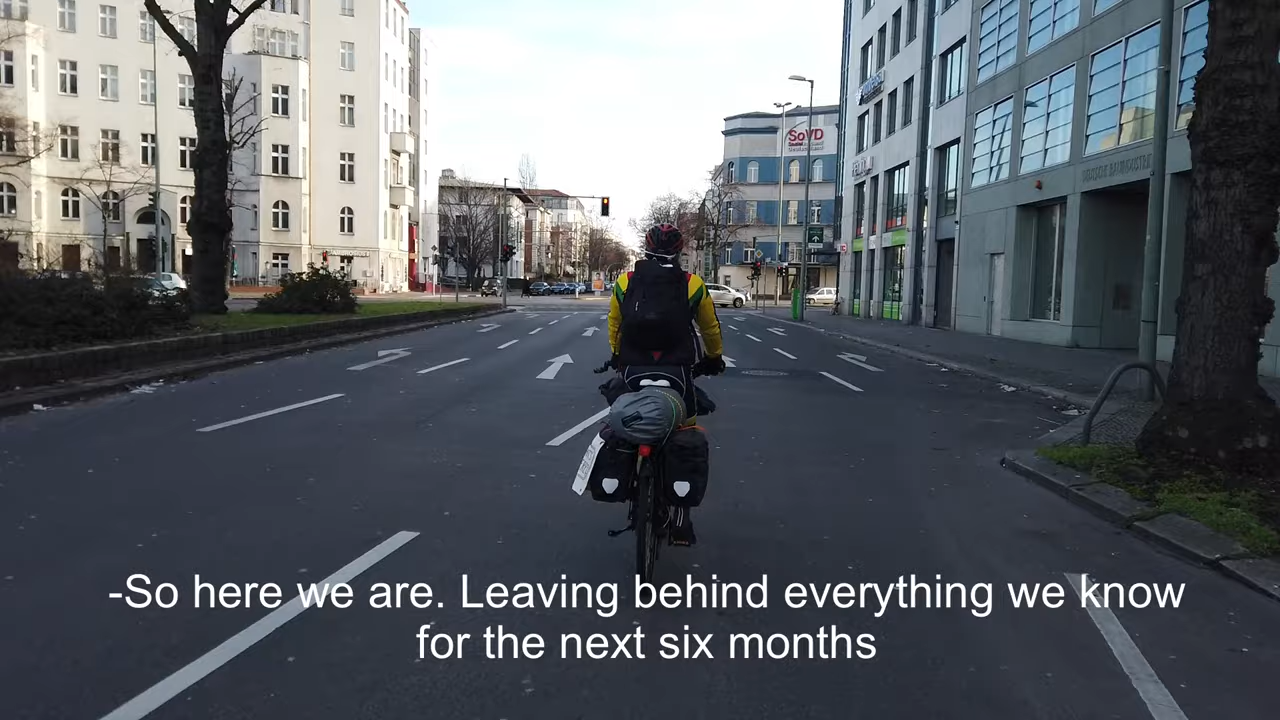 SoVD
-So here we are. Leaving behind everything we know
for the next six months